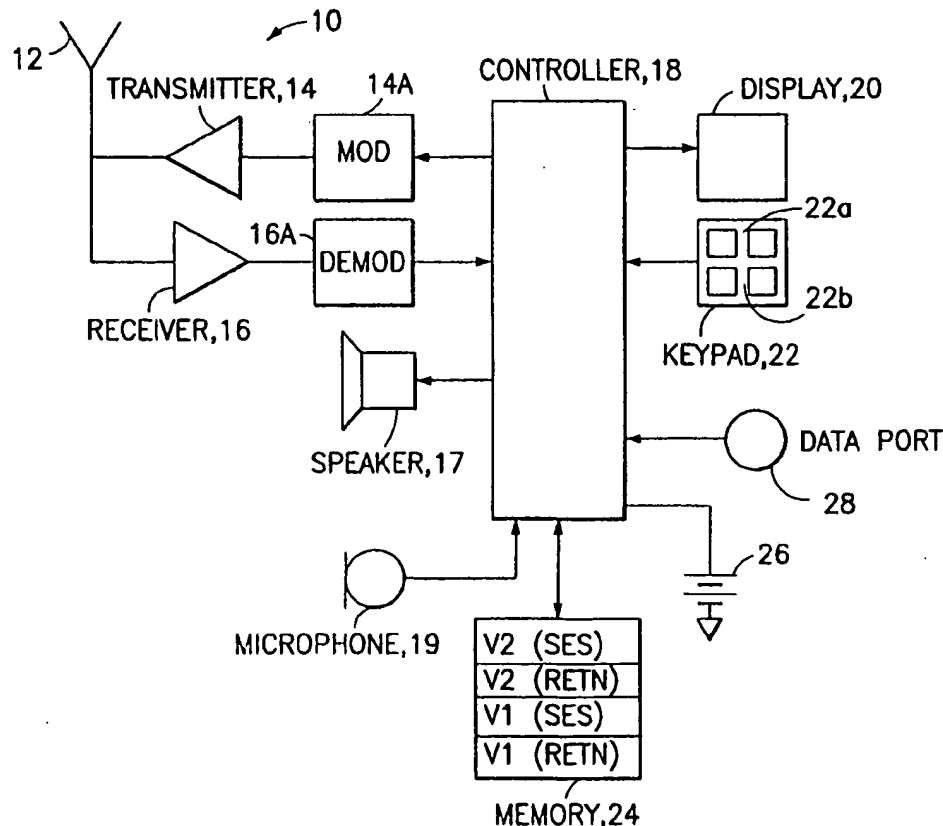 10
12
TRANSMITTER,14
14A
MOD
CONTROLLER,18
DISPLAY,20
16A
DEMOD
RECEIVER,16
22a
22b
KEYPAD,22
SPEAKER,17
DATA PORT
28
26
MICROPHONE,19
V2 (SES)
V2 (RETN)
V1 (SES)
V1 (RETN)
MEMORY,24